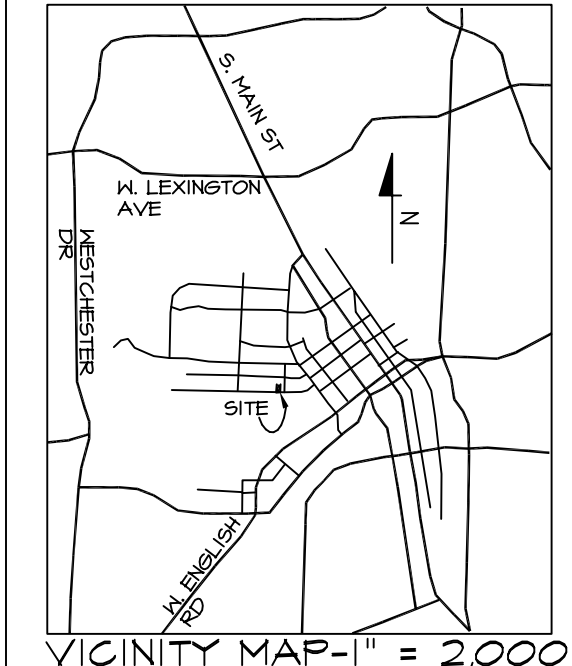 S. MAIN ST
W. LEXINGTON
AVE
N
WESTCHESTER
DR
SITE
W. ENGLISH
RD
VICINITY MAP-1" = 2,000